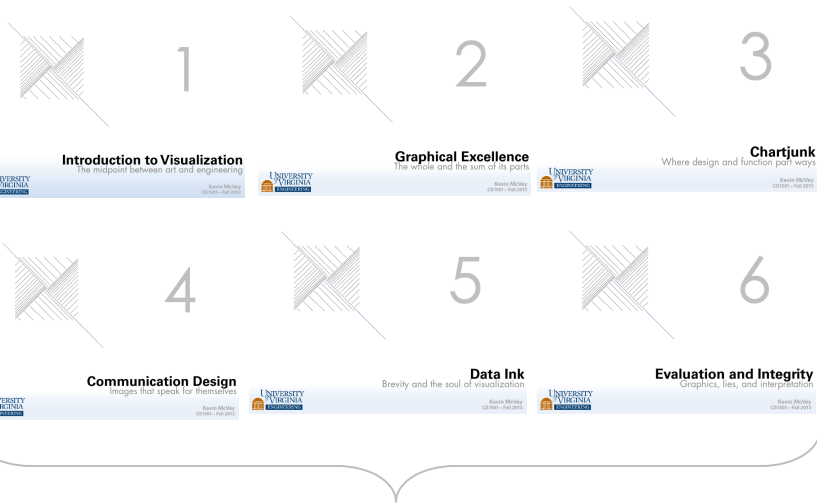 1
Introduction to Visualization
The midpoint between art and engineering
Kevin McVey
CS1501 – Fall 2013
2
Graphical Excellence
The whole and the sum of its parts
UNIVERSITY
of VIRGINIA
ENGINEERING
Kevin McVey
CS1501 – Fall 2013
3
Chartjunk
Where design and function part ways
UNIVERSITY
of VIRGINIA
ENGINEERING
Kevin McVey
CS1501 – Fall 2013
4
Communication Design
Images that speak for themselves
Kevin McVey
CS1501 – Fall 2013
5
Data Ink
Brevity and the soul of visualization
UNIVERSITY
of VIRGINIA
ENGINEERING
Kevin McVey
CS1501 – Fall 2013
6
Evaluation and Integrity
Graphics, lies, and interpretation
UNIVERSITY
of VIRGINIA
ENGINEERING
Kevin McVey
CS1501 – Fall 2013